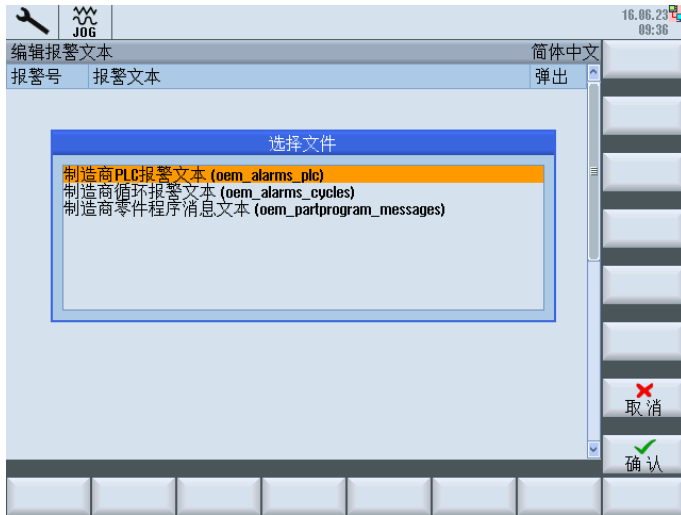 JOG
16.06.23
09:36
编辑报警文本 简体中文
报警号 报警文本 弹出
选择文件
制造商PLC报警文本 (oem_alarms_plc)
制造商循环报警文本 (oem_alarms_cycles)
制造商零件程序消息文本 (oem_partprogram_messages)
取消
确认